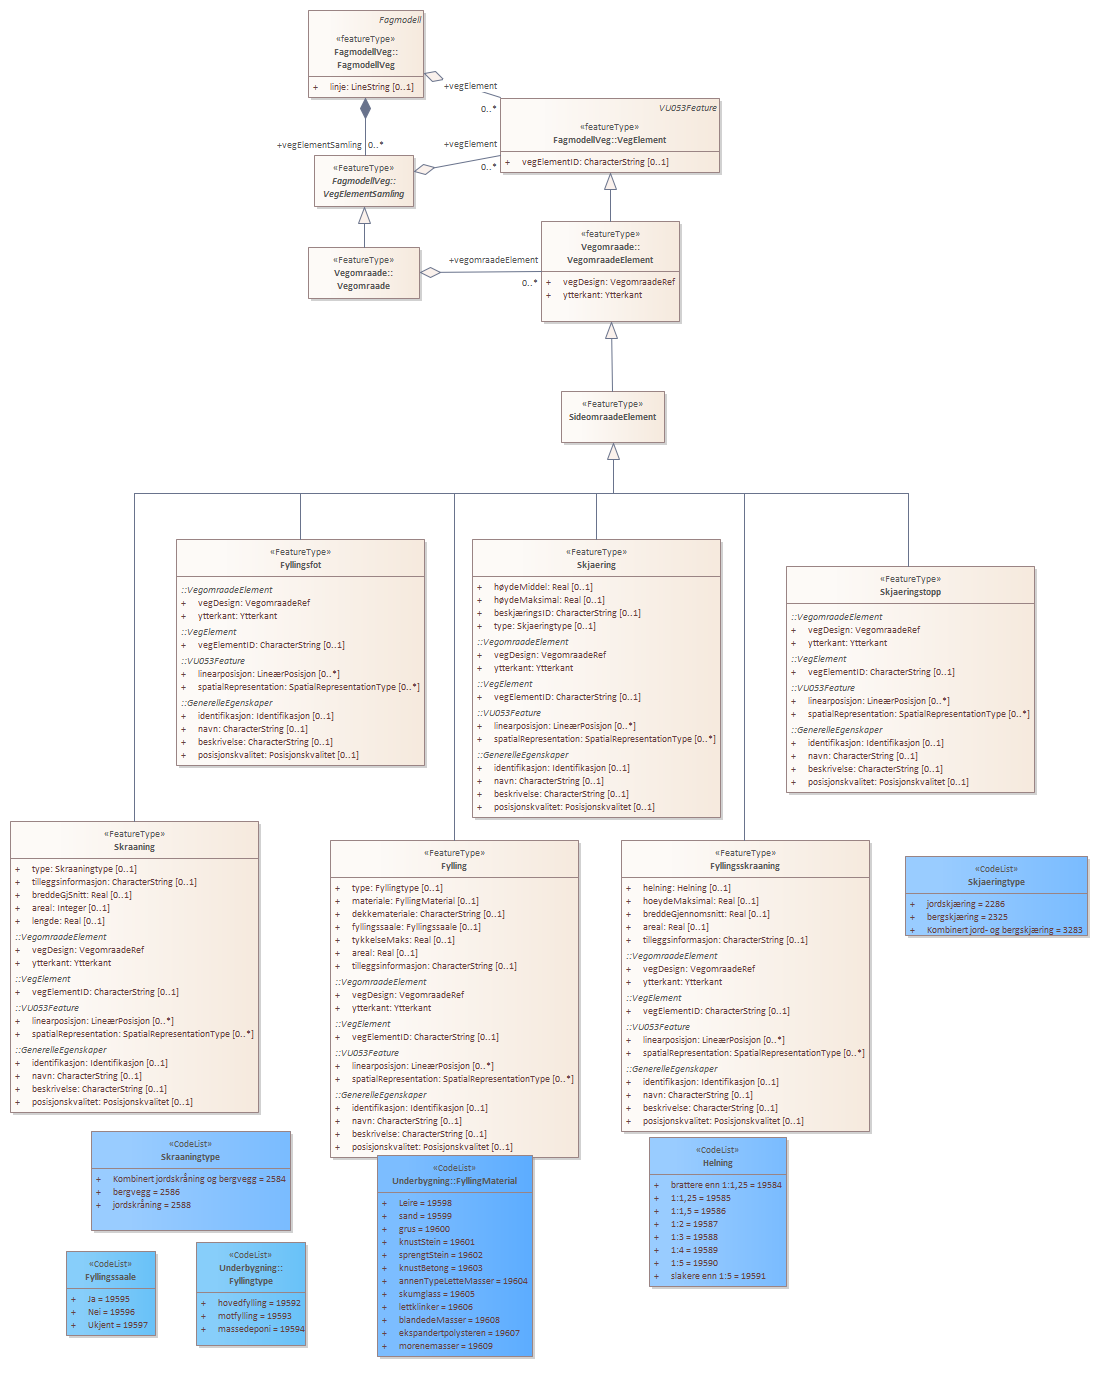 Fagmodell
«featureType»
FagmodellVeg::
FagmodellVeg
+ linje: LineString [0..1]
+vegElement
0..*
VU053Feature
«featureType»
FagmodellVeg::VegElement
+ vegElementID: CharacterString [0..1]
+vegElementSamling 0..*
+vegElement
0..*
«FeatureType»
FagmodellVeg::
VegElementSamling
«FeatureType»
Vegomraade::
Vegomraade
+vegomraadeElement
0..*
«featureType»
Vegomraade::
VegomraadeElement
+ vegDesign: VegomraadeRef
+ ytterkant: Ytterkant
«FeatureType»
SideomraadeElement
«FeatureType»
Fyllingsfot
::VegomraadeElement
+ vegDesign: VegomraadeRef
+ ytterkant: Ytterkant
::VegElement
+ vegElementID: CharacterString [0..1]
::VU053Feature
+ linearposisjon: LineærPosisjon [0..*]
+ spatialRepresentation: SpatialRepresentationType [0..*]
::GenerelleEgenskaper
+ identifikasjon: Identifikasjon [0..1]
+ navn: CharacterString [0..1]
+ beskrivelse: CharacterString [0..1]
+ posisjonskvalitet: Posisjonskvalitet [0..1]
«FeatureType»
Skjaering
+ høydeMiddel: Real [0..1]
+ høydeMaksimal: Real [0..1]
+ beskjæringsID: CharacterString [0..1]
+ type: Skjaeringtype [0..1]
::VegomraadeElement
+ vegDesign: VegomraadeRef
+ ytterkant: Ytterkant
::VegElement
+ vegElementID: CharacterString [0..1]
::VU053Feature
+ linearposisjon: LineærPosisjon [0..*]
+ spatialRepresentation: SpatialRepresentationType [0..*]
::GenerelleEgenskaper
+ identifikasjon: Identifikasjon [0..1]
+ navn: CharacterString [0..1]
+ beskrivelse: CharacterString [0..1]
+ posisjonskvalitet: Posisjonskvalitet [0..1]
«FeatureType»
Skjaeringstopp
::VegomraadeElement
+ vegDesign: VegomraadeRef
+ ytterkant: Ytterkant
::VegElement
+ vegElementID: CharacterString [0..1]
::VU053Feature
+ linearposisjon: LineærPosisjon [0..*]
+ spatialRepresentation: SpatialRepresentationType [0..*]
::GenerelleEgenskaper
+ identifikasjon: Identifikasjon [0..1]
+ navn: CharacterString [0..1]
+ beskrivelse: CharacterString [0..1]
+ posisjonskvalitet: Posisjonskvalitet [0..1]
«FeatureType»
Skraaning
+ type: Skraaningtype [0..1]
+ tilleggsinformasjon: CharacterString [0..1]
+ breddeGjSnitt: Real [0..1]
+ areal: Integer [0..1]
+ lengde: Real [0..1]
::VegomraadeElement
+ vegDesign: VegomraadeRef
+ ytterkant: Ytterkant
::VegElement
+ vegElementID: CharacterString [0..1]
::VU053Feature
+ linearposisjon: LineærPosisjon [0..*]
+ spatialRepresentation: SpatialRepresentationType [0..*]
::GenerelleEgenskaper
+ identifikasjon: Identifikasjon [0..1]
+ navn: CharacterString [0..1]
+ beskrivelse: CharacterString [0..1]
+ posisjonskvalitet: Posisjonskvalitet [0..1]
«FeatureType»
Fylling
+ type: Fyllingtype [0..1]
+ materiale: FyllingMaterial [0..1]
+ dekkemateriale: CharacterString [0..1]
+ fyllingssaale: Fyllingssaale [0..1]
+ tykkelseMaks: Real [0..1]
+ areal: Real [0..1]
+ tilleggsinformasjon: CharacterString [0..1]
::VegomraadeElement
+ vegDesign: VegomraadeRef
+ ytterkant: Ytterkant
::VegElement
+ vegElementID: CharacterString [0..1]
::VU053Feature
+ linearposisjon: LineærPosisjon [0..*]
+ spatialRepresentation: SpatialRepresentationType [0..*]
::GenerelleEgenskaper
+ identifikasjon: Identifikasjon [0..1]
+ navn: CharacterString [0..1]
+ beskrivelse: CharacterString [0..1]
+ posisjonskvalitet: Posisjonskvalitet [0..1]
«FeatureType»
Fyllingsskraaning
+ helning: Helning [0..1]
+ hoeydeMaksimal: Real [0..1]
+ breddeGjennomsnitt: Real [0..1]
+ areal: Real [0..1]
+ tilleggsinformasjon: CharacterString [0..1]
::VegomraadeElement
+ vegDesign: VegomraadeRef
+ ytterkant: Ytterkant
::VegElement
+ vegElementID: CharacterString [0..1]
::VU053Feature
+ linearposisjon: LineærPosisjon [0..*]
+ spatialRepresentation: SpatialRepresentationType [0..*]
::GenerelleEgenskaper
+ identifikasjon: Identifikasjon [0..1]
+ navn: CharacterString [0..1]
+ beskrivelse: CharacterString [0..1]
+ posisjonskvalitet: Posisjonskvalitet [0..1]
«CodeList»
Skjaeringtype
+ jordskjæring = 2286
+ bergskjæring = 2325
+ Kombinert jord- og bergskjæring = 3283
«CodeList»
Skraaningtype
+ Kombinert jordskråning og bergvegg = 2584
+ bergvegg = 2586
+ jordskråning = 2588
«CodeList»
Fyllingssaale
+ Ja = 19595
+ Nei = 19596
+ Ukjent = 19597
«CodeList»
Underbygning::
Fyllingtype
+ hovedfylling = 19592
+ motfylling = 19593
+ massedeponi = 19594
«CodeList»
Underbygning::FyllingMaterial
+ Leire = 19598
+ sand = 19599
+ grus = 19600
+ knustStein = 19601
+ sprengtStein = 19602
+ knustBetong = 19603
+ annenTypeLetteMasser = 19604
+ skumglass = 19605
+ lettklinker = 19606
+ blandedeMasser = 19608
+ ekspandertpolysteren = 19607
+ morenemasser = 19609
«CodeList»
Helning
+ brattere enn 1:1,25 = 19584
+ 1:1,25 = 19585
+ 1:1,5 = 19586
+ 1:2 = 19587
+ 1:3 = 19588
+ 1:4 = 19589
+ 1:5 = 19590
+ slakere enn 1:5 = 19591